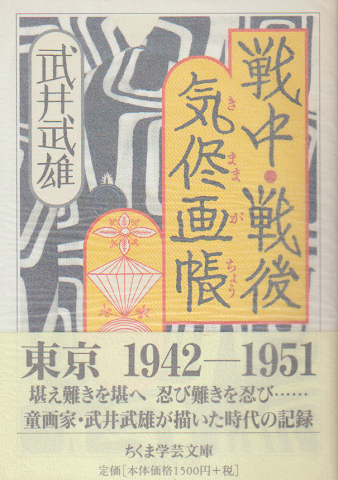 戦中・戦後
気侭画帳
きままがちょう
武井武雄
東京 1942―1951
堪え難きを堪へ 忍び難きを忍び……
童画家・武井武雄が描いた時代の記録
ちくま学芸文庫
定価[本体価格1500円+税]